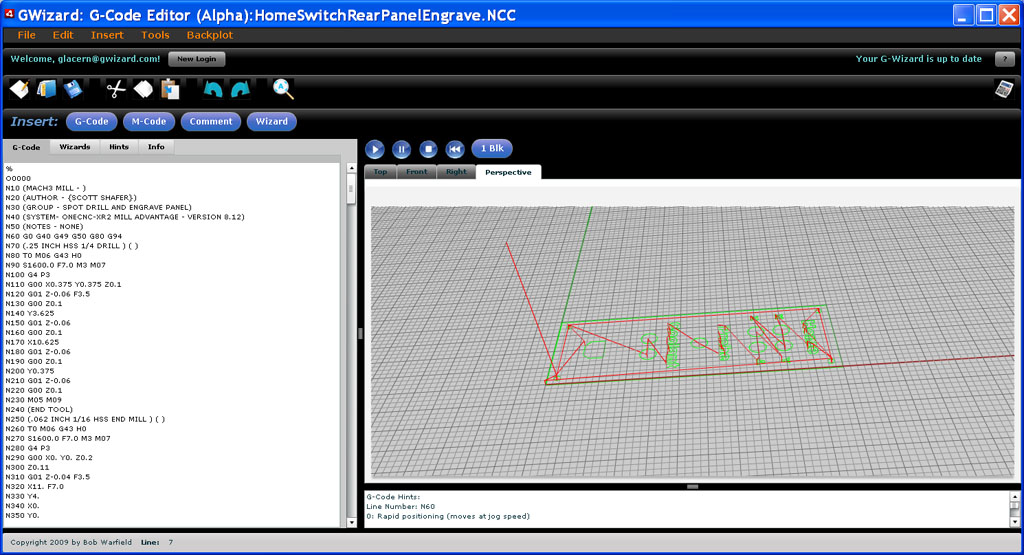 GWizard: G-Code Editor (Alpha):HomeSwitchRearPanelEngrave.NCC
File Edit Insert Tools Backplot
Welcome, glacern@gwizard.com! New Login Your G-Wizard is up to date ?
Insert: G-Code M-Code Comment Wizard
G-Code Wizards Hints Info
1 Blk
Top Front Right Perspective
%
O0000
N10 (MACH3 MILL - )
N20 (AUTHOR - {SCOTT SHAFER})
N30 (GROUP - SPOT DRILL AND ENGRAVE PANEL)
N40 (SYSTEM- ONECNC-XR2 MILL ADVANTAGE - VERSION 8.12)
N50 (NOTES - NONE)
N60 G0 G40 G49 G50 G80 G94
N70 (.25 INCH HSS 1/4 DRILL ) ( )
N80 T0 M06 G43 H0
N90 S1600.0 F7.0 M3 M07
N100 G4 P3
N110 G00 X0.375 Y0.375 Z0.1
N120 G01 Z-0.06 F3.5
N130 G00 Z0.1
N140 Y3.625
N150 G01 Z-0.06
N160 G00 Z0.1
N170 X10.625
N180 G01 Z-0.06
N190 G00 Z0.1
N200 Y0.375
N210 G01 Z-0.06
N220 G00 Z0.1
N230 M05 M09
N240 (END TOOL)
N250 (.062 INCH 1/16 HSS END MILL ) ( )
N260 T0 M06 G43 H0
N270 S1600.0 F7.0 M3 M07
N280 G4 P3
N290 G00 X0. Y0. Z0.2
N300 Z0.11
N310 G01 Z-0.04 F3.5
N320 X11. F7.0
N330 Y4.
N340 X0.
N350 Y0.
G-Code Hints:
Line Number: N60
0: Rapid positioning (moves at jog speed)
Copyright 2009 by Bob Warfield Line: 7